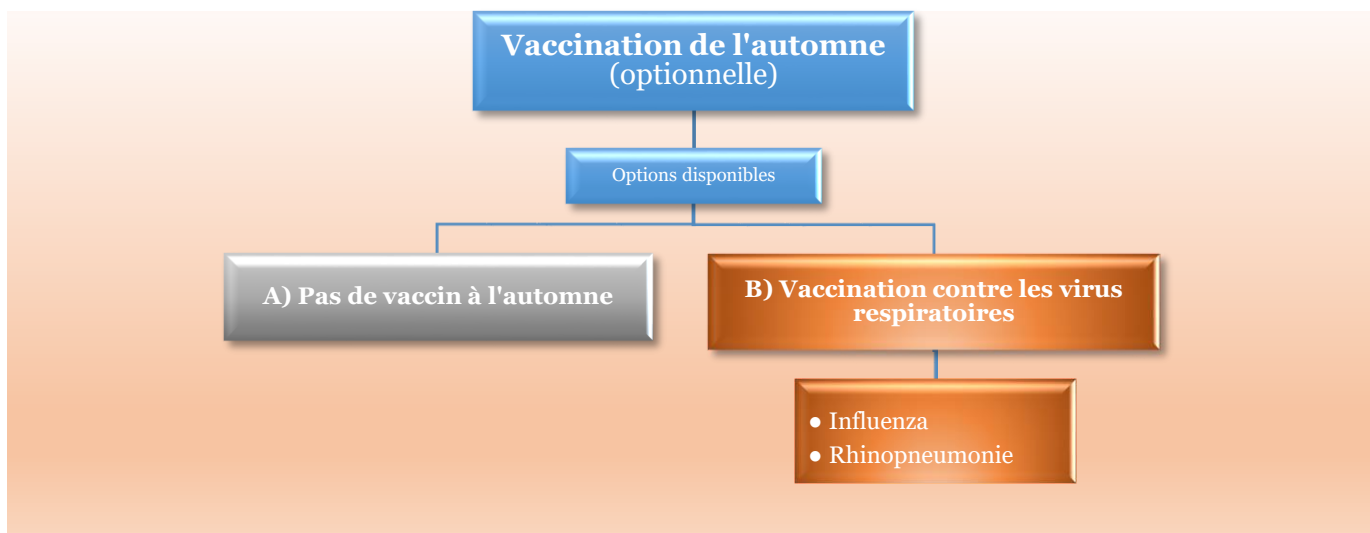 Vaccination de l'automne
(optionnelle)
Options disponibles
A) Pas de vaccin à l'automne
B) Vaccination contre les virus
respiratoires
● Influenza
● Rhinopneumonie